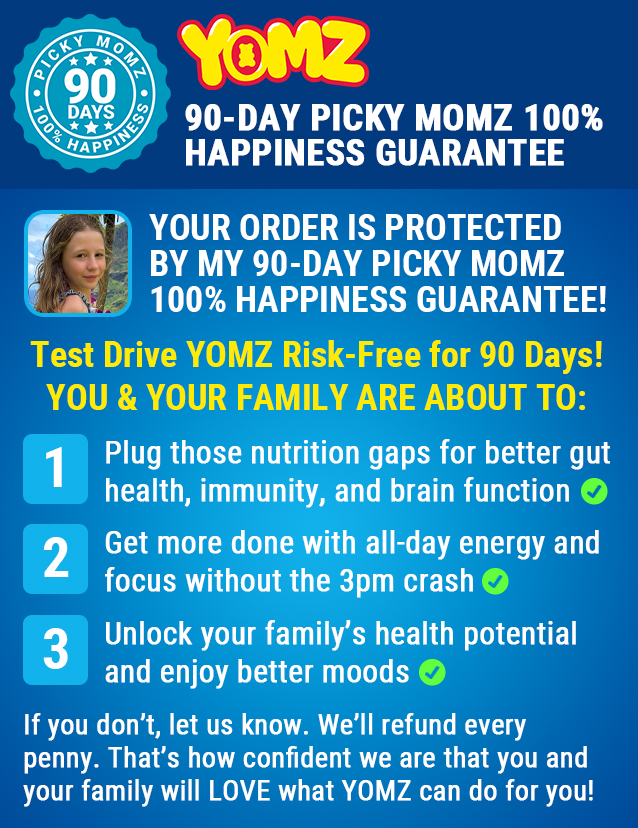 PICKY MOMZ
90
DAYS
100% HAPPINESS
YOMZ
90-DAY PICKY MOMZ 100%
HAPPINESS GUARANTEE
YOUR ORDER IS PROTECTED
BY MY 90-DAY PICKY MOMZ
100% HAPPINESS GUARANTEE!
Test Drive YOMZ Risk-Free for 90 Days!
YOU & YOUR FAMILY ARE ABOUT TO:
1
Plug those nutrition gaps for better gut
health, immunity, and brain function
2
Get more done with all-day energy and
focus without the 3pm crash
3
Unlock your family's health potential
and enjoy better moods
If you don't, let us know. We'll refund every
penny. That's how confident we are that you and
your family will LOVE what YOMZ can do for you!